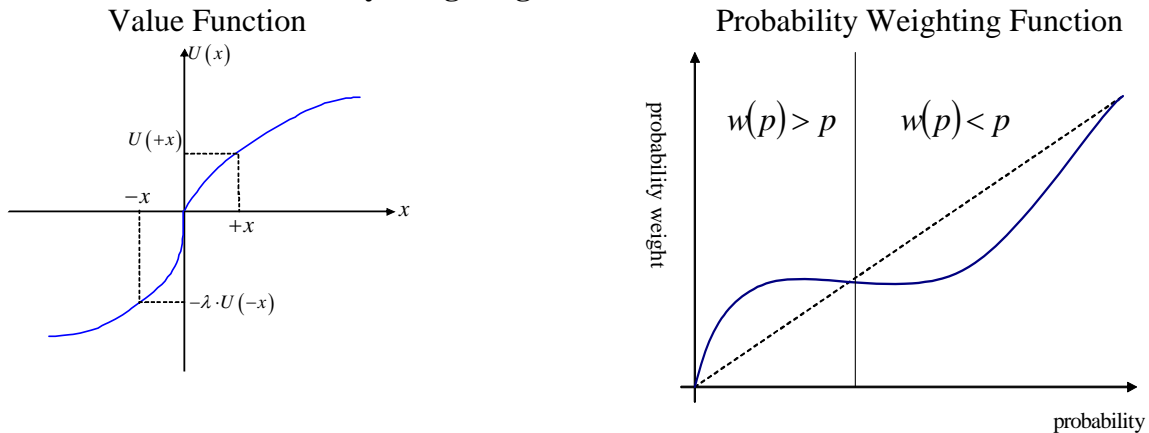 Value Function
U(x)
U(+x)
−x
x
+x
−λ·U(−x)
Probability Weighting Function
probability weight
w(p)> p
w(p)< p
probability